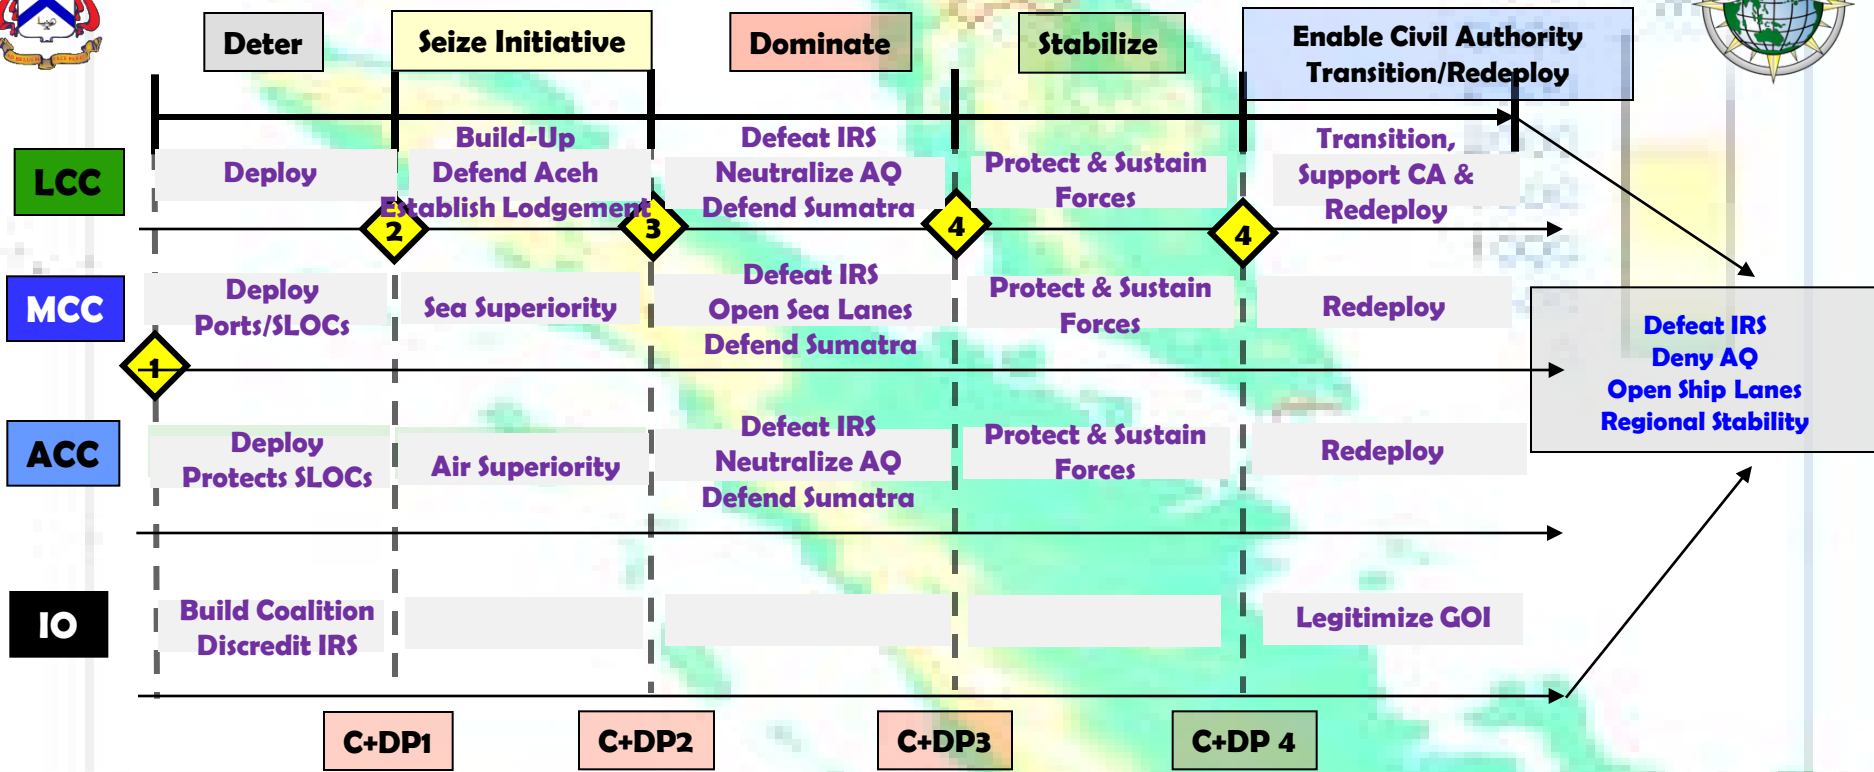 Deter
Seize Initiative
Dominate
Stabilize
Enable Civil Authority
Transition/Redeploy
LCC
Deploy
Build-Up
Defend Aceh
Establish Lodgement
Defeat IRS
Neutralize AQ
Defend Sumatra
Protect & Sustain
Forces
Transition,
Support CA &
Redeploy
2
3
4
4
MCC
Deploy
Ports/SLOCs
Sea Superiority
Defeat IRS
Open Sea Lanes
Defend Sumatra
Protect & Sustain
Forces
Redeploy
1
Defeat IRS
Deny AQ
Open Ship Lanes
Regional Stability
ACC
Deploy
Protects SLOCs
Air Superiority
Defeat IRS
Neutralize AQ
Defend Sumatra
Protect & Sustain
Forces
Redeploy
IO
Build Coalition
Discredit IRS
Legitimize GOI
C+DP1
C+DP2
C+DP3
C+DP 4